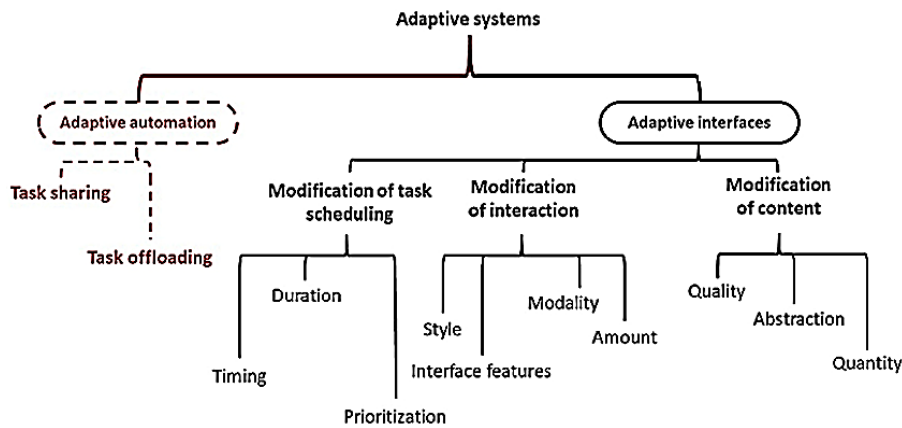 Adaptive systems
Adaptive automation
Adaptive interfaces
Task sharing
Task offloading
Modification of task
scheduling
Modification
of interaction
Modification
of content
Timing
Duration
Prioritization
Style
Interface features
Modality
Amount
Quality
Abstraction
Quantity